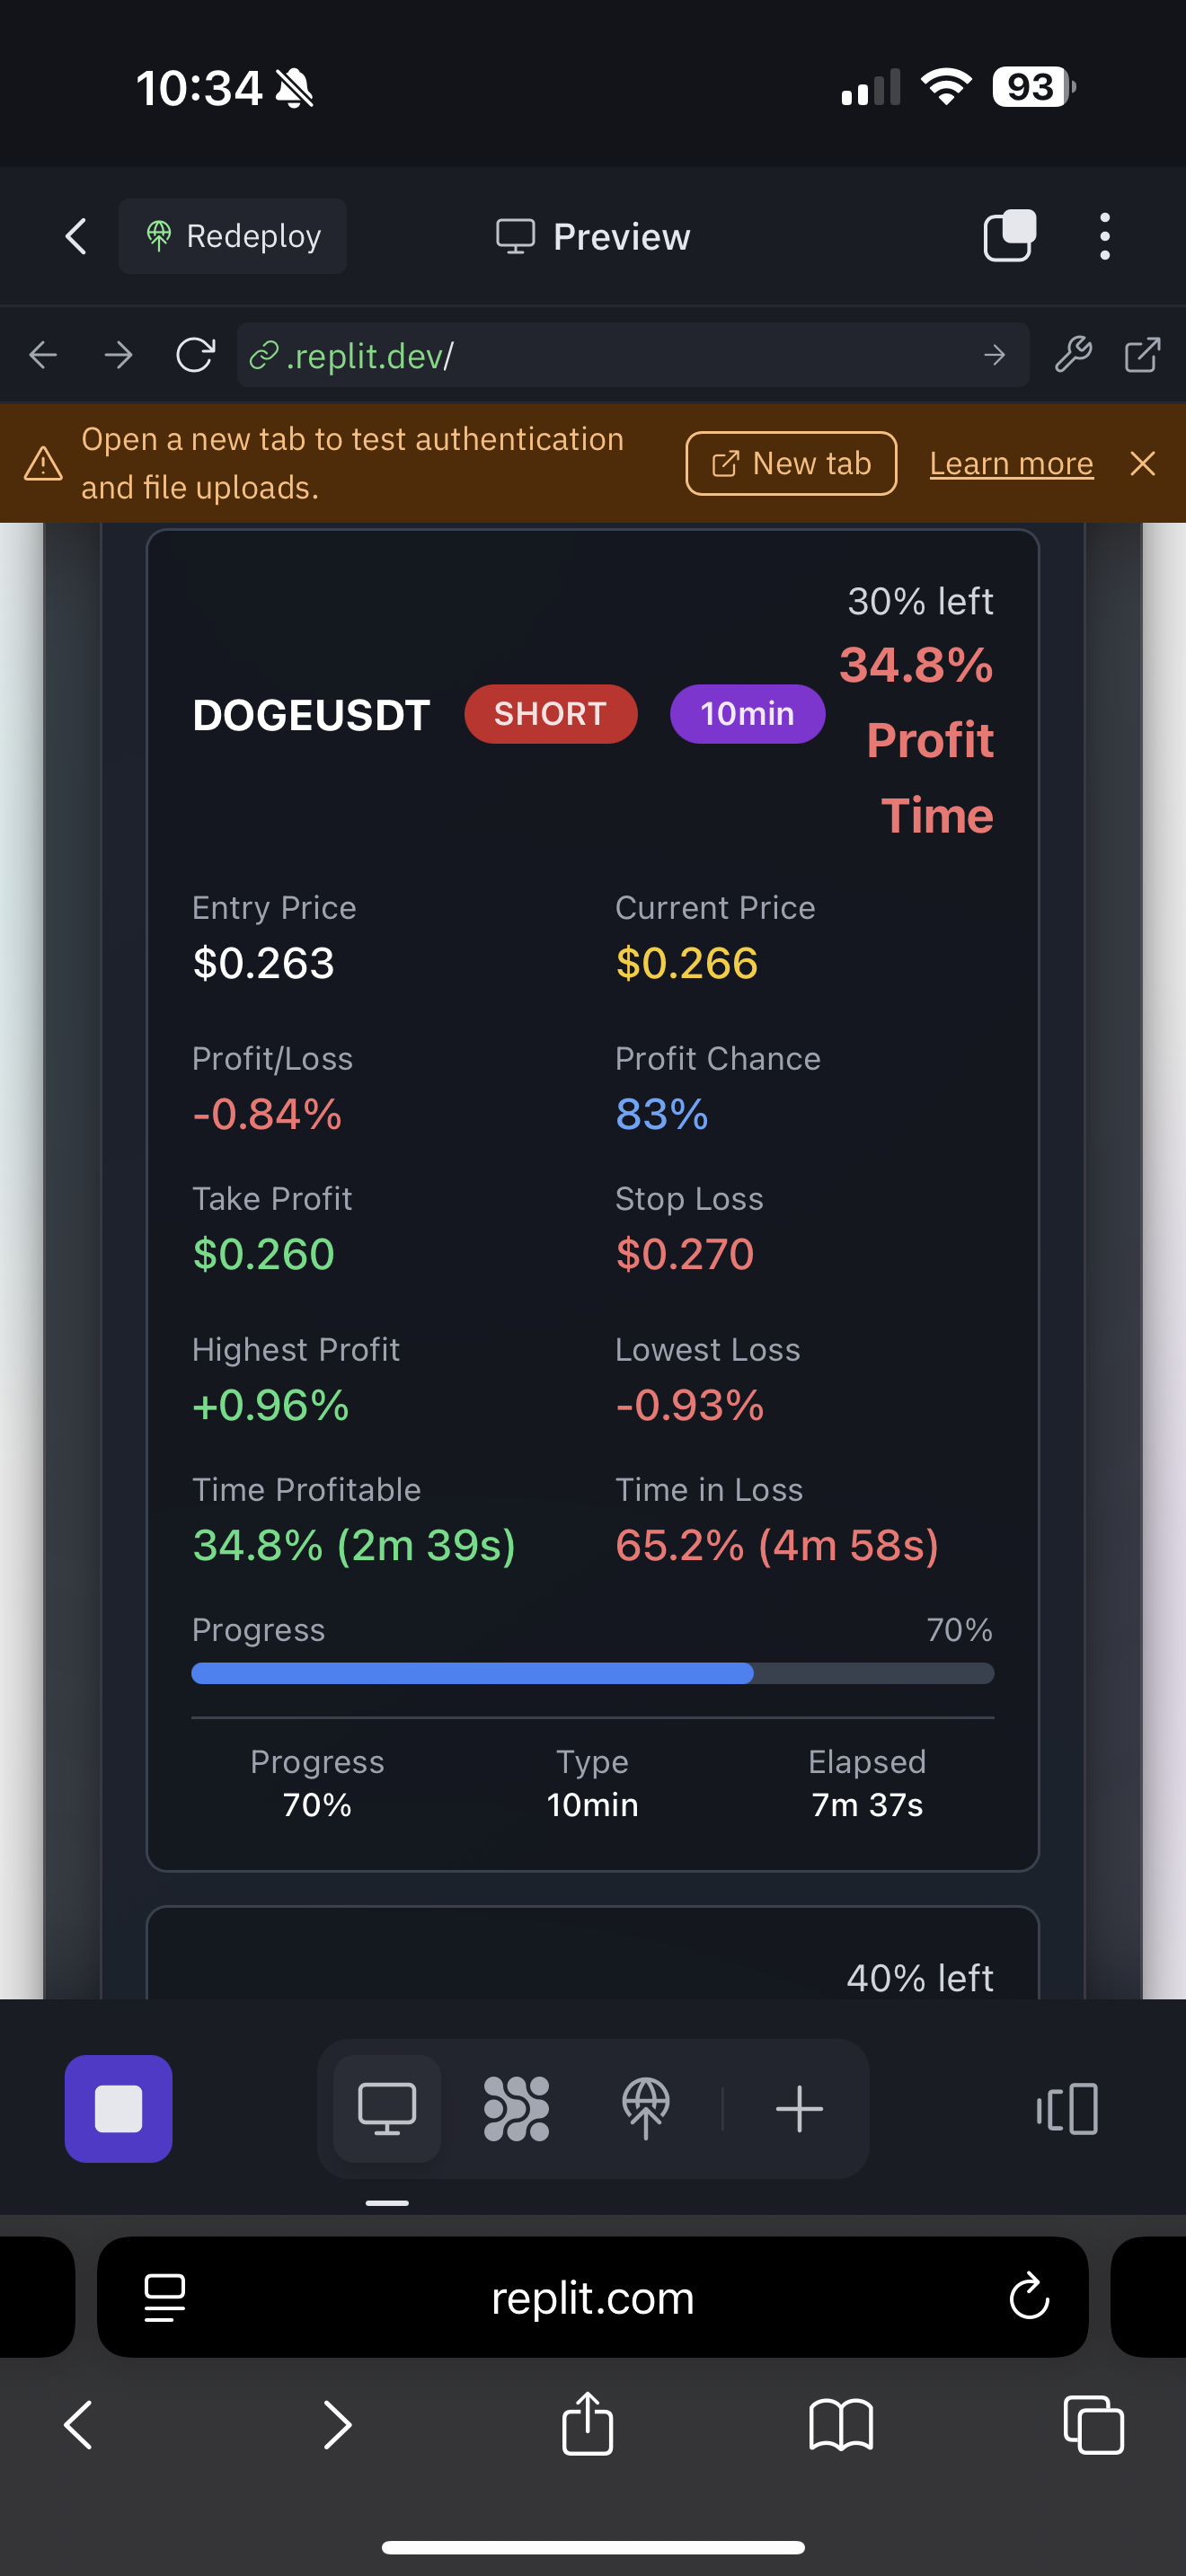 10:34
93
Redeploy
Preview
.replit.dev/
Open a new tab to test authentication
and file uploads.
New tab
Learn more
30% left
34.8%
Profit
Time
DOGEUSDT
SHORT
10min
Entry Price
Current Price
$0.263
$0.266
Profit/Loss
Profit Chance
-0.84%
83%
Take Profit
Stop Loss
$0.260
$0.270
Highest Profit
Lowest Loss
+0.96%
-0.93%
Time Profitable
Time in Loss
34.8% (2m 39s)
65.2% (4m 58s)
Progress
70%
Progress
Type
Elapsed
70%
10min
7m 37s
40% left
replit.com